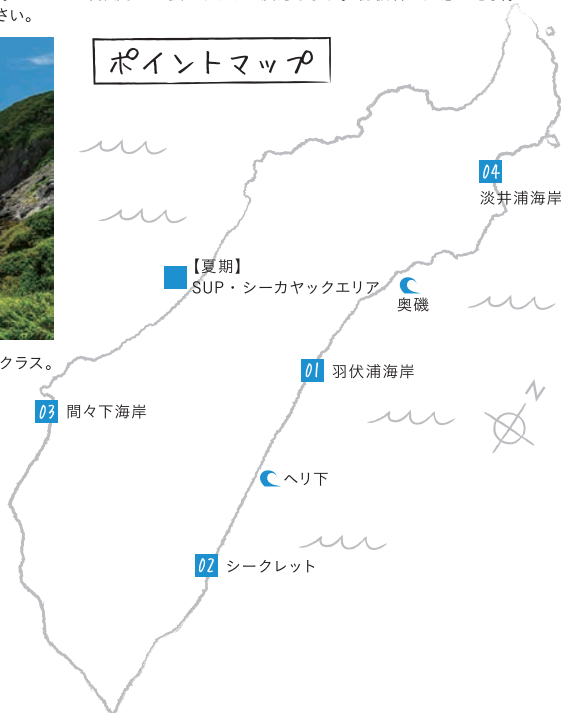 さい。
ポイントマップ
04
淡井浦海岸
【夏期】
SUP・シーカヤックエリア
奥磯
クラス。
01
羽伏浦海岸
N
03
間々下海岸
ヘリ下
02
シークレット